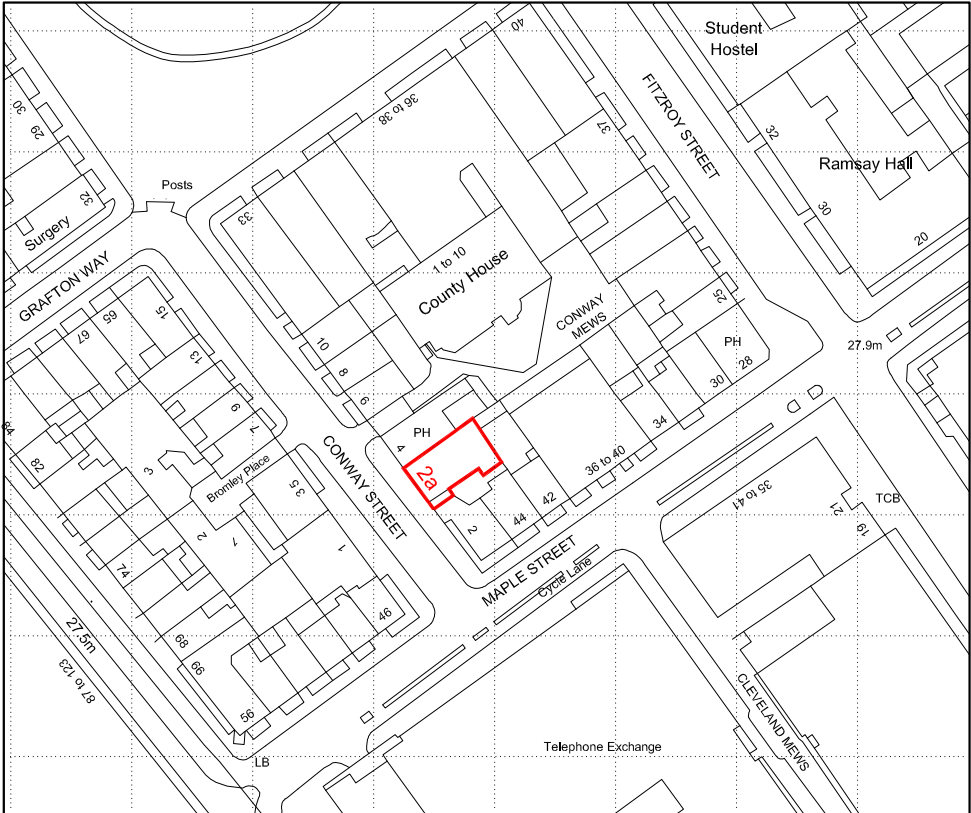 40
Student
Hostel
36 to 38
FITZROY STREET
30
29
37
32
Ramsay Hall
Posts
32
33
30
Surgery
20
1 to 10
County House
GRAFTON WAY
CONWAY
MEWS
25
15
65
67
10
PH
28
27.9m
13
8
30
6
9
34
84
7
PH
4
28
3
CONWAY STREET
2a
36 to 40
Bromley Place
35
42
35 to 41
TCB
44
21
19
2
2
7
1
MAPLE STREET
Cycle Lane
74
46
27.5m
68
87 to 123
66
CLEVELAND MEWS
56
Telephone Exchange
LB